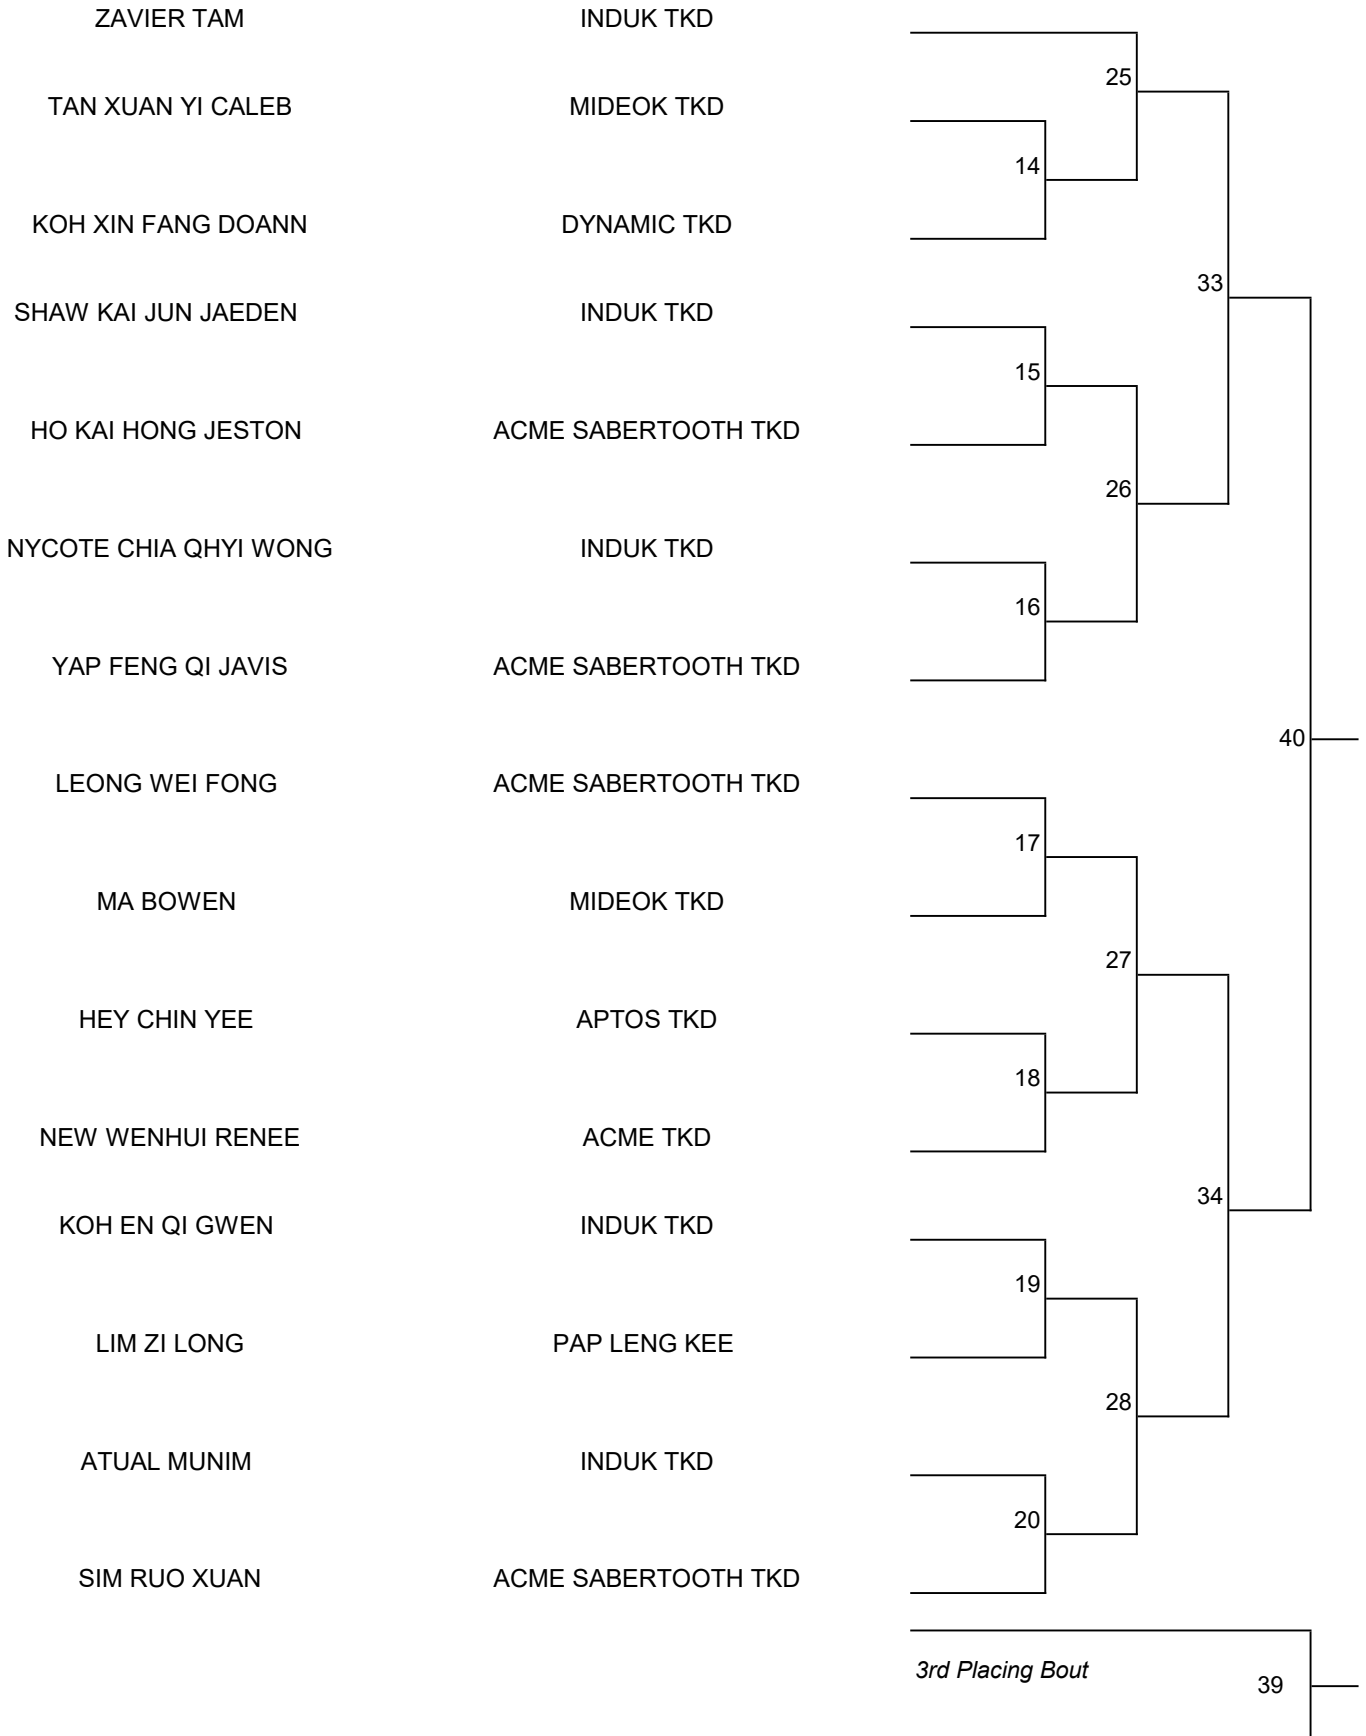 ZAVIER TAM INDUK TKD
25
TAN XUAN YI CALEB MIDEOK TKD
14
KOH XIN FANG DOANN DYNAMIC TKD
33
SHAW KAI JUN JAEDEN INDUK TKD
15
HO KAI HONG JESTON ACME SABERTOOTH TKD
26
NYCOTE CHIA QHYI WONG INDUK TKD
16
YAP FENG QI JAVIS ACME SABERTOOTH TKD
40
LEONG WEI FONG ACME SABERTOOTH TKD
17
MA BOWEN MIDEOK TKD
27
HEY CHIN YEE APTOS TKD
18
NEW WENHUI RENEE ACME TKD
34
KOH EN QI GWEN INDUK TKD
19
LIM ZI LONG PAP LENG KEE
28
ATUAL MUNIM INDUK TKD
20
SIM RUO XUAN ACME SABERTOOTH TKD
3rd Placing Bout 39